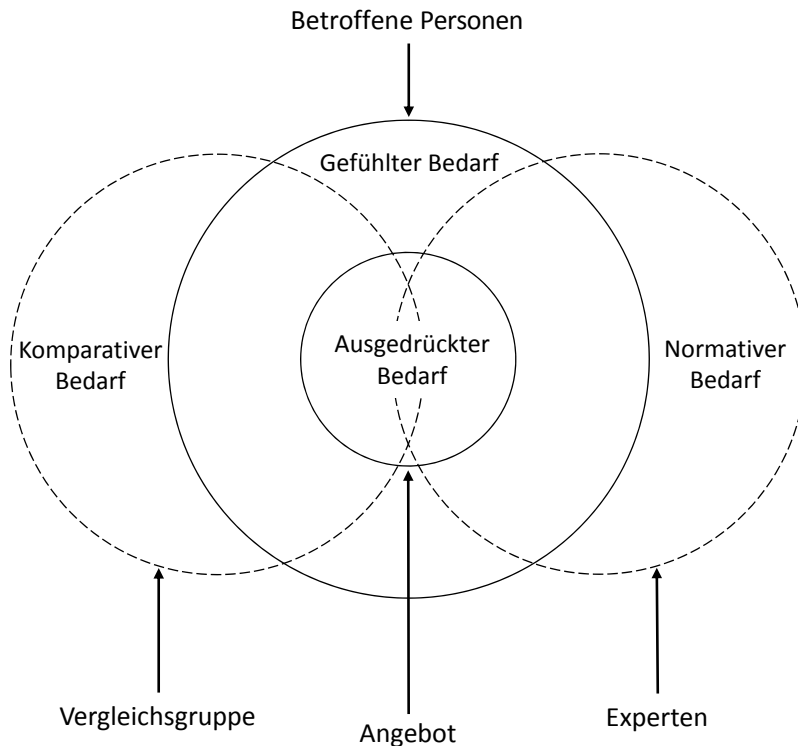 Betroffene Personen
Gefühlter Bedarf
Komparativer
Bedarf
Ausgedrückter
Bedarf
Normativer
Bedarf
Vergleichsgruppe
Angebot
Experten